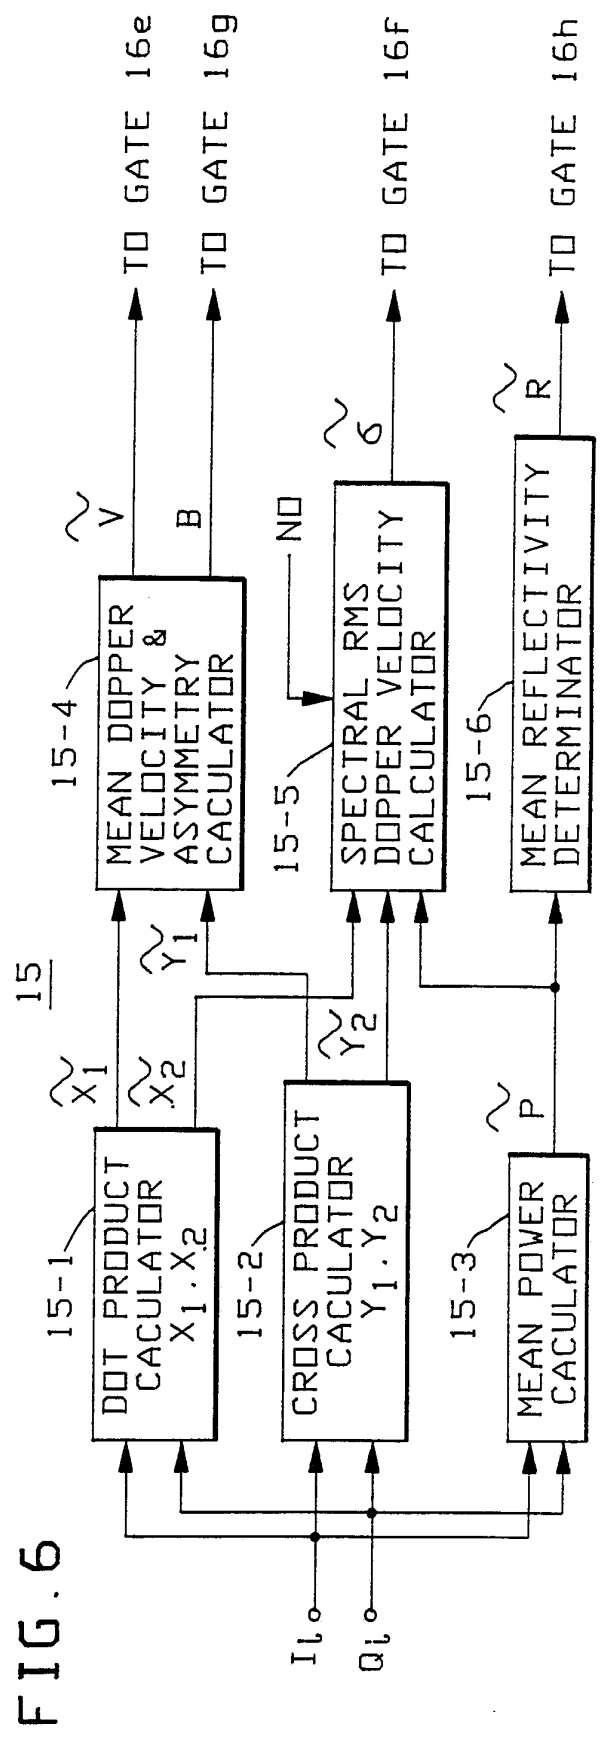 FIG.6
15
I i
Q i
15-1
DOT PRODUCT
CACULATOR
X1.X.2
15-2
CROSS PRODUCT
CACULATOR
Y1.Y2
15-3
MEAN POWER
CACULATOR
~
X1
~
.X2
~
Y1
~
Y2
~
P
15-4
MEAN DOPPER
VELOCITY &
ASYMMETRY
CACULATOR
15-5
SPECTRAL RMS
DOPPER VELOCITY
CALCULATOR
NO
15-6
MEAN REFLECTIVITY
DETERMINATOR
~
V
B
~
6
~
R
TO GATE 16e
TO GATE 16g
TO GATE 16f
TO GATE 16h